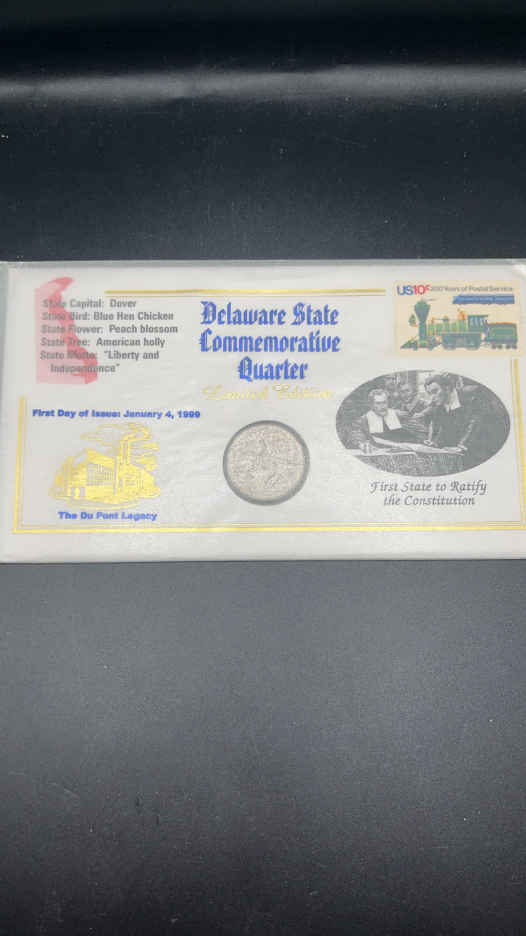 State Capital: Dover
State Bird: Blue Hen Chicken
State Flower: Peach blossom
State Tree: American holly
State Motto: "Liberty and
Independence"
Delaware State
Commemorative
Quarter
Limited Edition
US10c 200 Years of Postal Service
First Day of Issue: January 4, 1999
The Du Pont Legacy
First State to Ratify
the Constitution